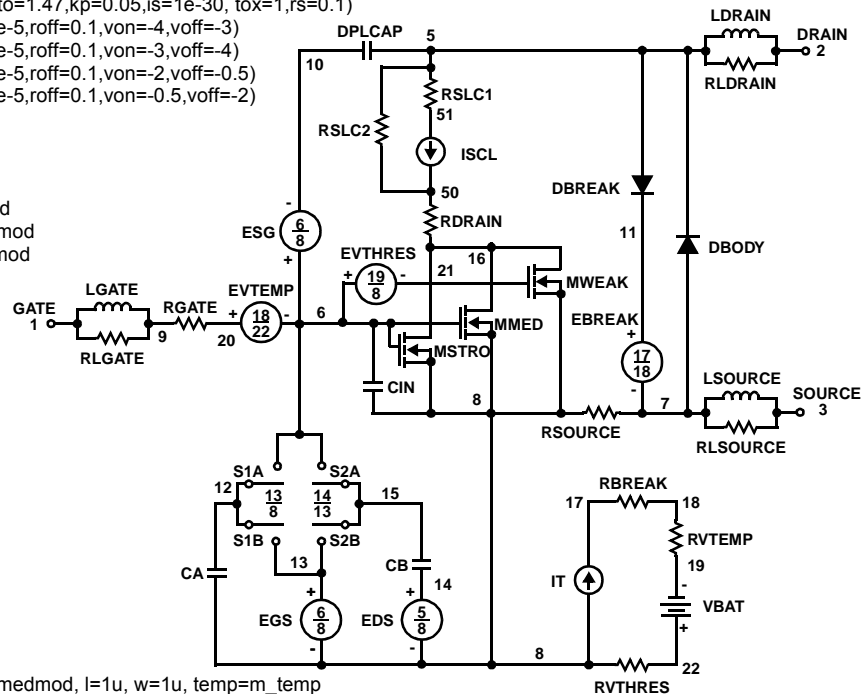 to=1.47,kp=0.05,is=1e-30, tox=1,rs=0.1)
e-5,roff=0.1,von=-4,voff=-3)
e-5,roff=0.1,von=-3,voff=-4)
e-5,roff=0.1,von=-2,voff=-0.5)
e-5,roff=0.1,von=-0.5,voff=-2)
d
mod
mod
LDRAIN
DPLCAP
5
DRAIN
2
10
RLDRAIN
RSLC1
51
RSLC2
ISCL
50
DBREAK
RDRAIN
-
ESG
6
8
+
EVTHRES
16
21
11
DBODY
+
19
8
-
MWEAK
LGATE
EVTEMP
GATE
1
RGATE
+
18
22
-
6
MMED
EBREAK
+
9
20
RLGATE
MSTRO
17
18
-
LSOURCE
CIN
8
7
SOURCE
3
RSOURCE
RLSOURCE
S1A
S2A
12
13
8
14
13
15
RBREAK
17
18
S1B
S2B
RVTEMP
13
CB
19
CA
14
IT
-
+
+
VBAT
EGS
6
8
EDS
5
8
+
-
-
8
22
RVTHRES
medmod, l=1u, w=1u, temp=m_temp